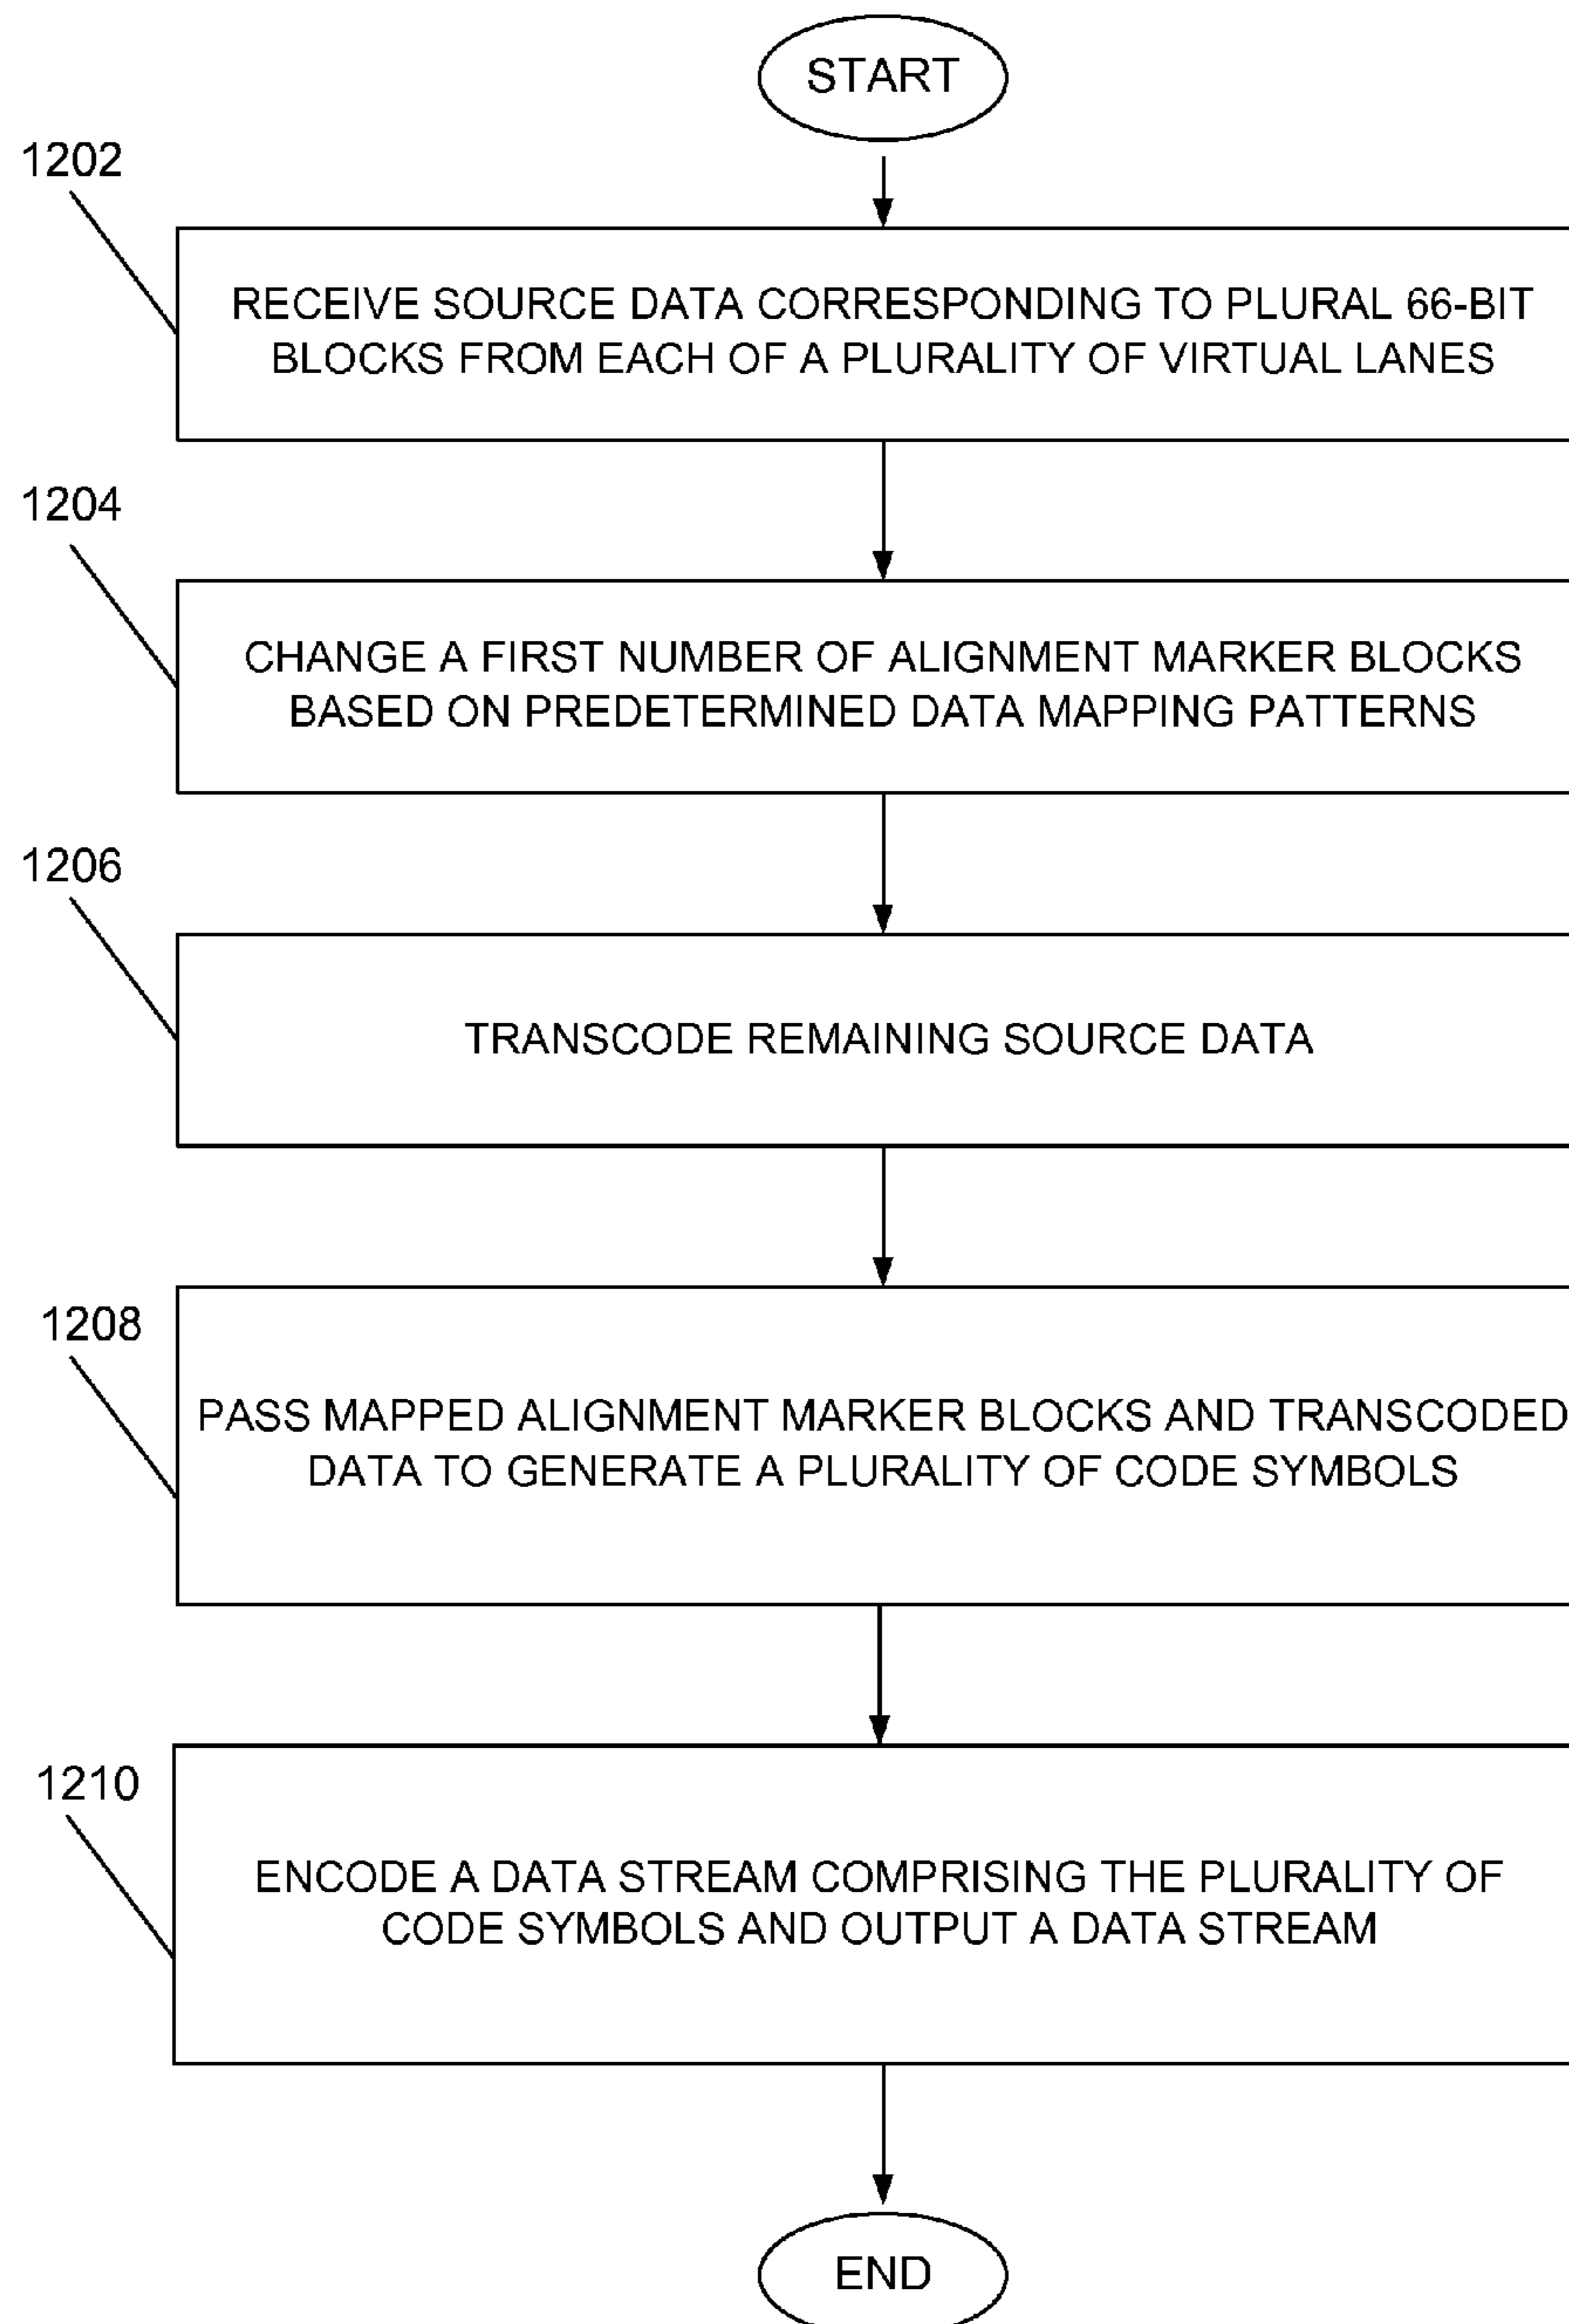 START
1202
RECEIVE SOURCE DATA CORRESPONDING TO PLURAL 66-BIT
BLOCKS FROM EACH OF A PLURALITY OF VIRTUAL LANES
1204
CHANGE A FIRST NUMBER OF ALIGNMENT MARKER BLOCKS
BASED ON PREDETERMINED DATA MAPPING PATTERNS
1206
TRANSCODE REMAINING SOURCE DATA
1208
PASS MAPPED ALIGNMENT MARKER BLOCKS AND TRANSCODED
DATA TO GENERATE A PLURALITY OF CODE SYMBOLS
1210
ENCODE A DATA STREAM COMPRISING THE PLURALITY OF
CODE SYMBOLS AND OUTPUT A DATA STREAM
END